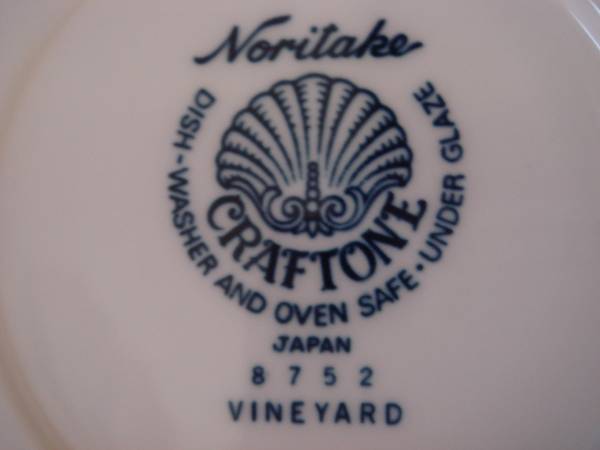 Noritake
CRAFTONE
DISH-WASHER AND OVEN SAFE·UNDER GLAZE
JAPAN
8752
VINEYARD